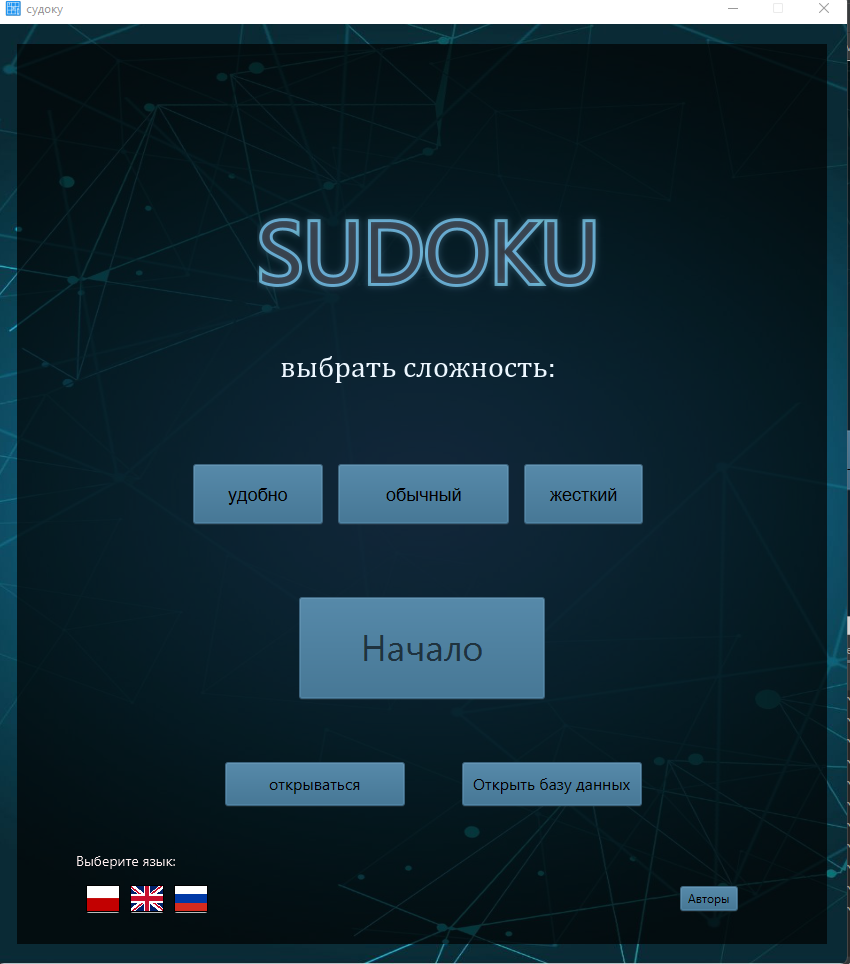 судоку
SUDOKU
выбрать сложность:
удобно обычный жесткий
Начало
открываться Открыть базу данных
Выберите язык:
Авторы